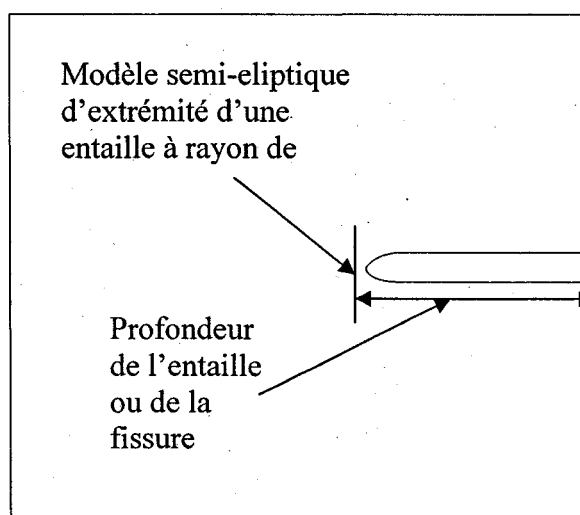 Modèle semi-eliptique
d'extrémité d'une
entaille à rayon de
Profondeur
de l'entaille
ou de la
fissure